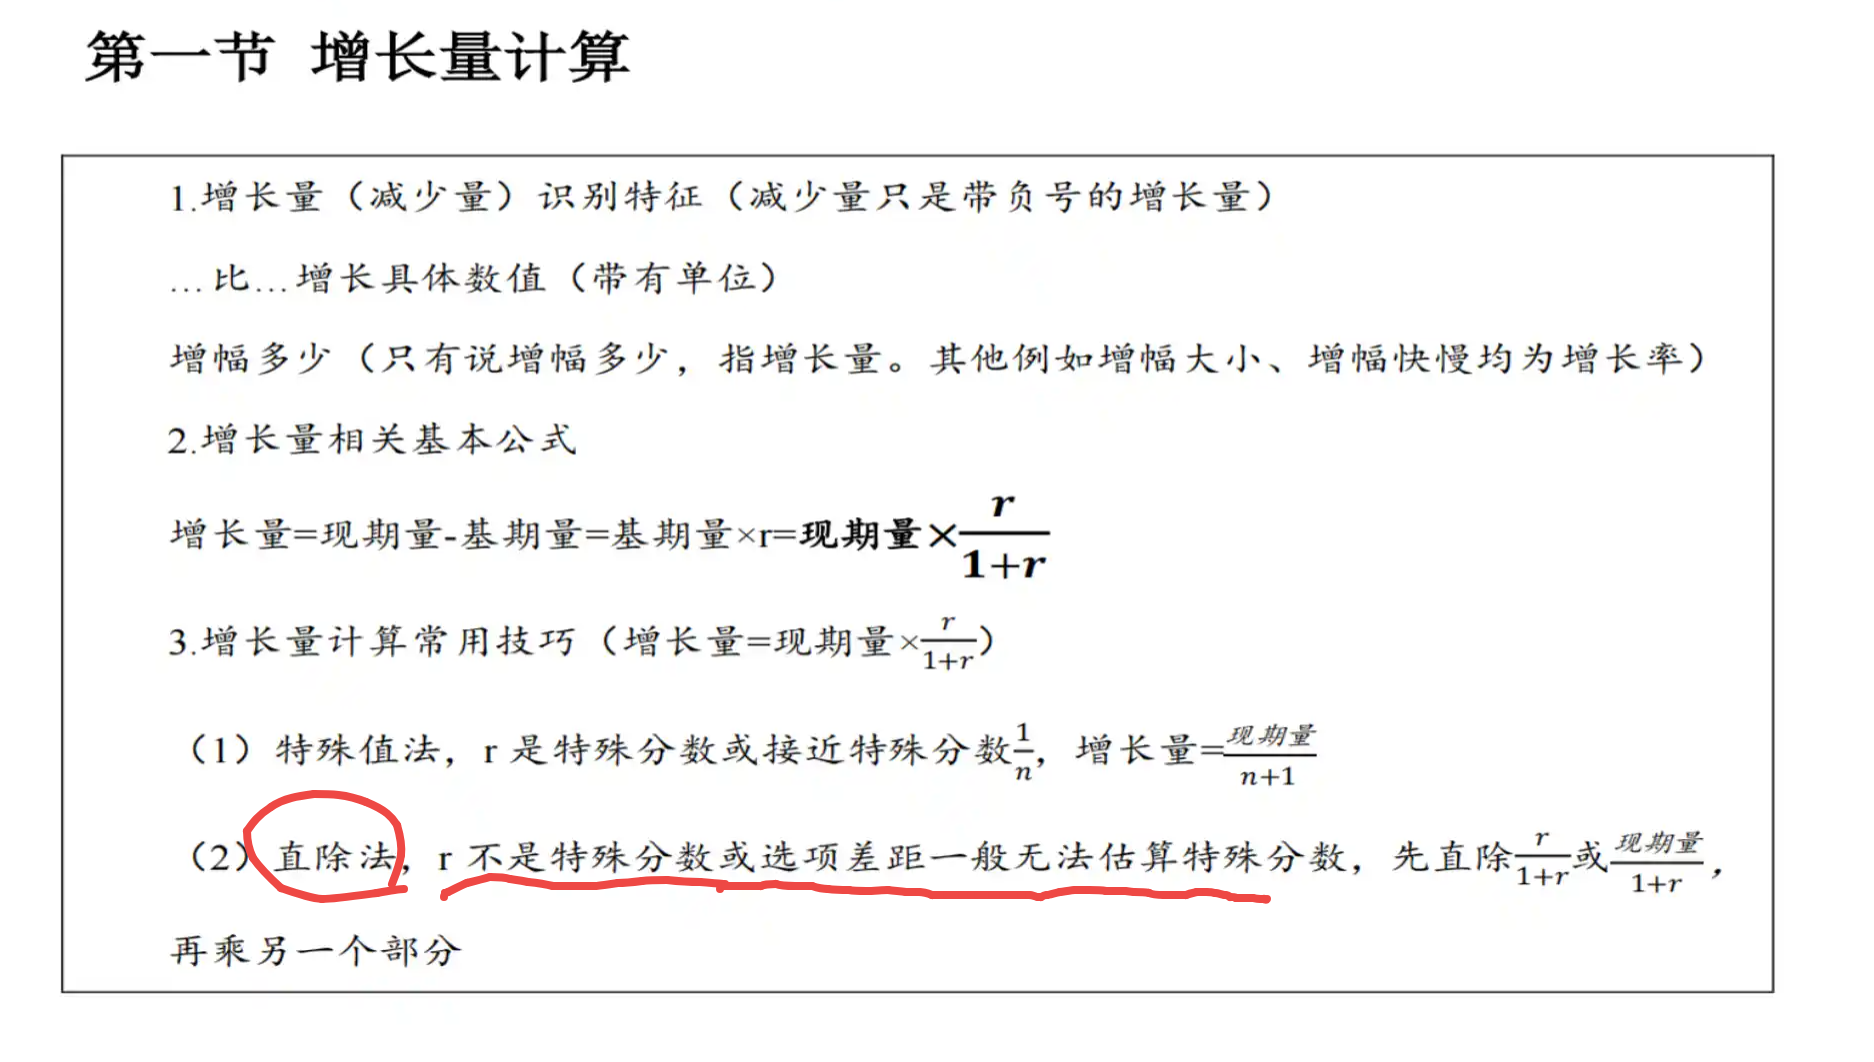 第一节 增长量计算
1.增长量（减少量）识别特征（减少量只是带负号的增长量）
…比…增长具体数值（带有单位）
增幅多少（只有说增幅多少，指增长量。其他例如增幅大小、增幅快慢均为增长率）
2.增长量相关基本公式
增长量=现期量-基期量=基期量×r=现期量×r/(1+r)
3.增长量计算常用技巧（增长量=现期量×r/(1+r)）
（1）特殊值法，r 是特殊分数或接近特殊分数1/n，增长量=现期量/(n+1)
（2）直除法，r 不是特殊分数或选项差距一般无法估算特殊分数，先直除r/(1+r)或现期量/(1+r)，
再乘另一个部分